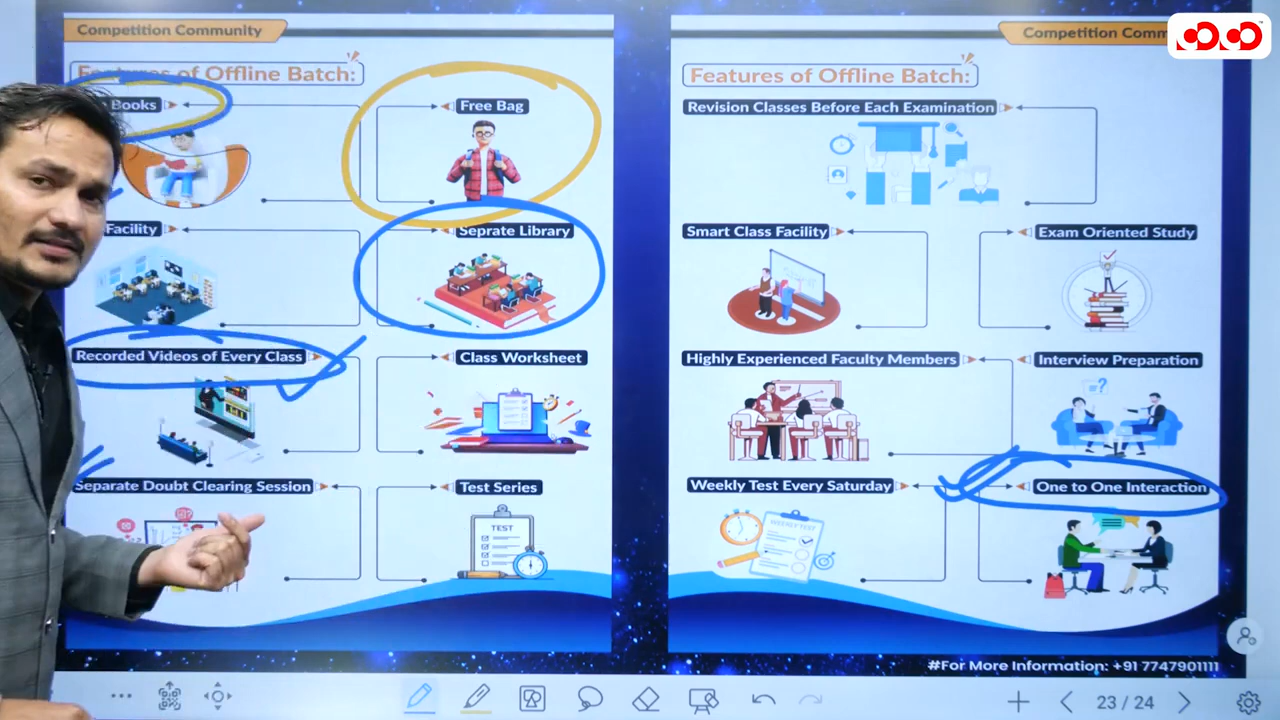 Competition Community
Features of Offline Batch:
Books
Free Bag
Facility
Seprate Library
Recorded Videos of Every Class
Class Worksheet
Separate Doubt Clearing Session
Test Series
TEST
Competition Comm
Features of Offline Batch:
Revision Classes Before Each Examination
Smart Class Facility
Exam Oriented Study
Highly Experienced Faculty Members
Interview Preparation
Weekly Test Every Saturday
One to One Interaction
WEEKLY TEST
#For More Information: +91 7747901111
23 / 24